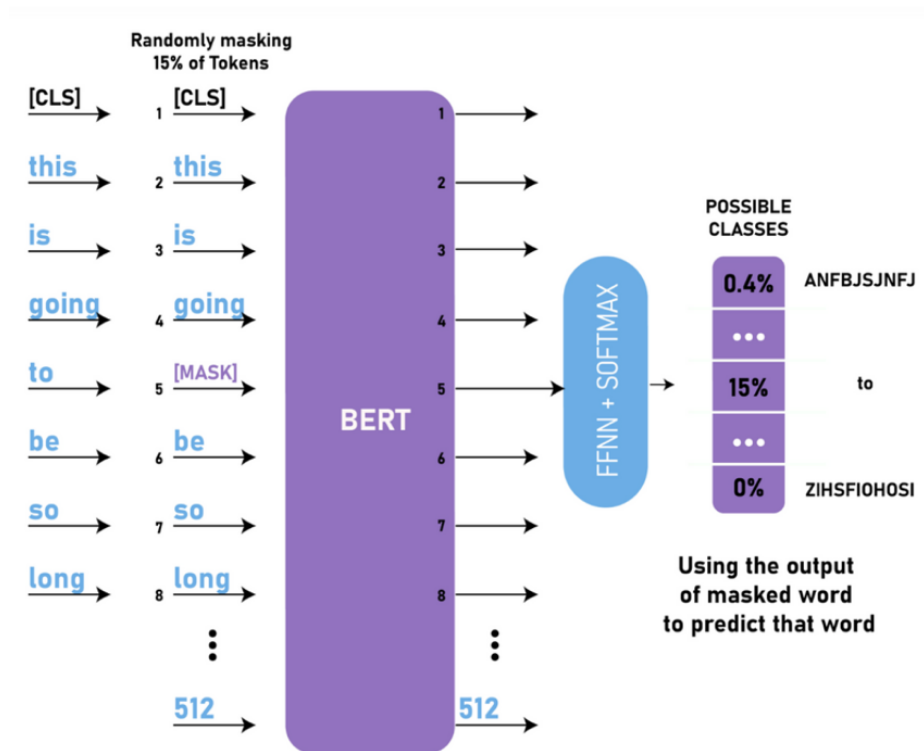 Randomly masking
15% of Tokens
[CLS]
1 [CLS]
1
this
2 this
2
is
3 is
3
going
4 going
4
to
5 [MASK]
5
be
6 be
6
so
7 so
7
long
8 long
8
512
512
BERT
FFNN + SOFTMAX
POSSIBLE
CLASSES
0.4% ANFBJSJNFJ
...
15% to
...
0% ZIHSFIOHOSI
Using the output
of masked word
to predict that word